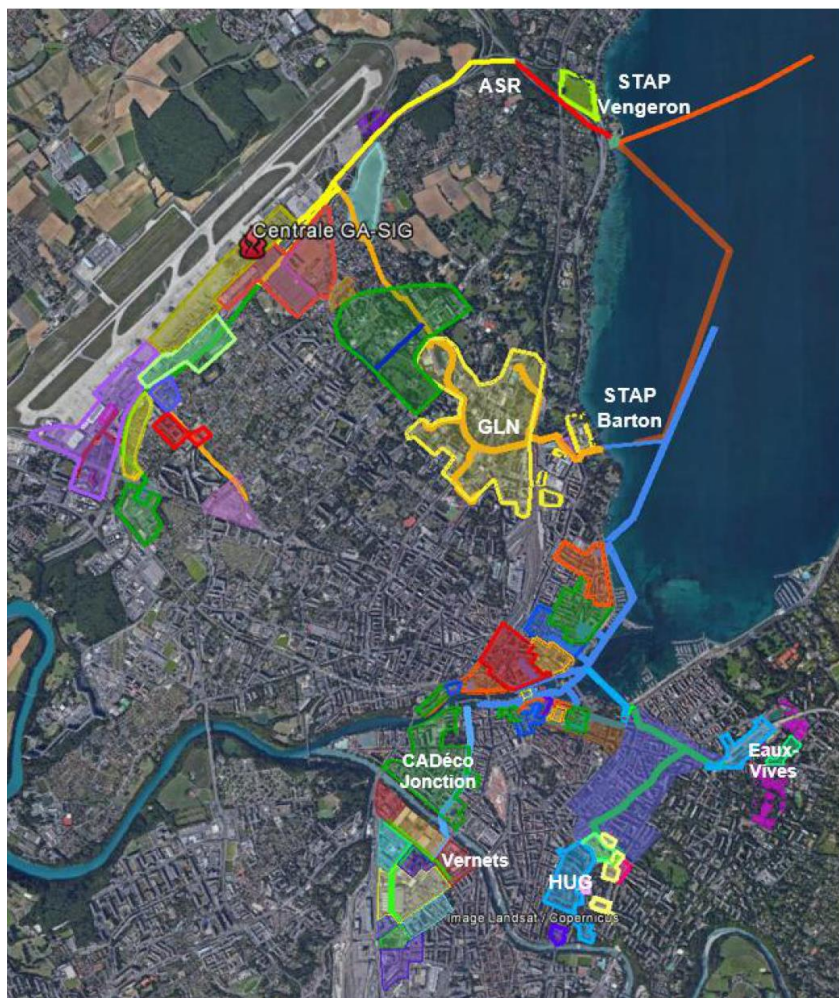 ASR
STAP
Vengeron
Centrale GA-SIG
STAP
Barton
GLN
CADéco
Jonction
Eaux-
Vives
Vernets
HUG
Image Landsat / Copernicus